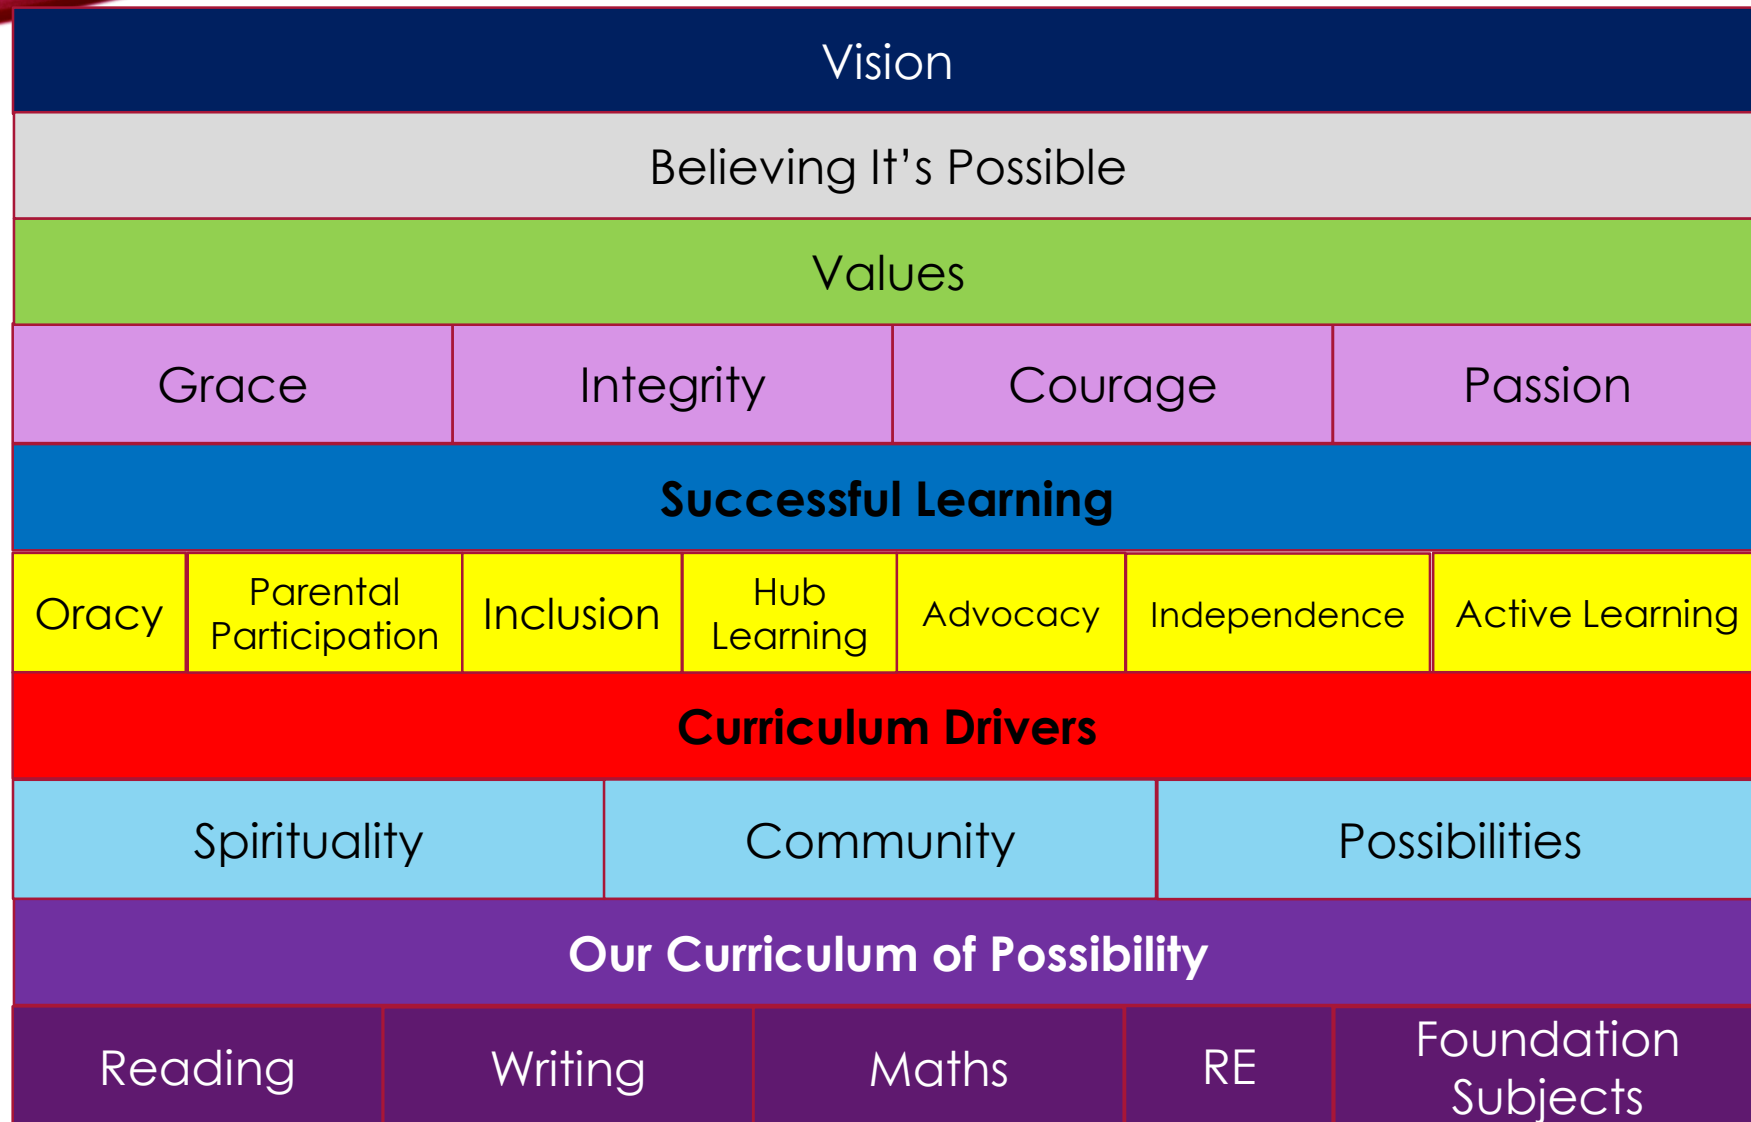 Vision
Believing It’s Possible
Values
Grace Integrity Courage Passion
Successful Learning
Oracy
Parental
Participation
Inclusion
Hub
Learning
Advocacy
Independence
Active Learning
Curriculum Drivers
Spirituality Community Possibilities
Our Curriculum of Possibility
Reading Writing Maths RE
Foundation
Subjects